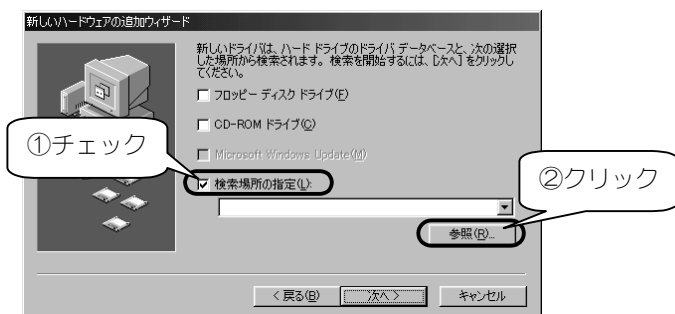 新しいハードウェアの追加ウィザード
新しいドライバは、ハード ドライブのドライバ データベースと、次の選択
した場所から検索されます。検索を開始するには、[次へ] をクリックし
てください。
フロッピー ディスク ドライブ(F)
CD-ROM ドライブ(C)
①チェック
Microsoft Windows Update(M)
検索場所の指定(L):
②クリック
参照(R)...
< 戻る(B)
次へ >
キャンセル